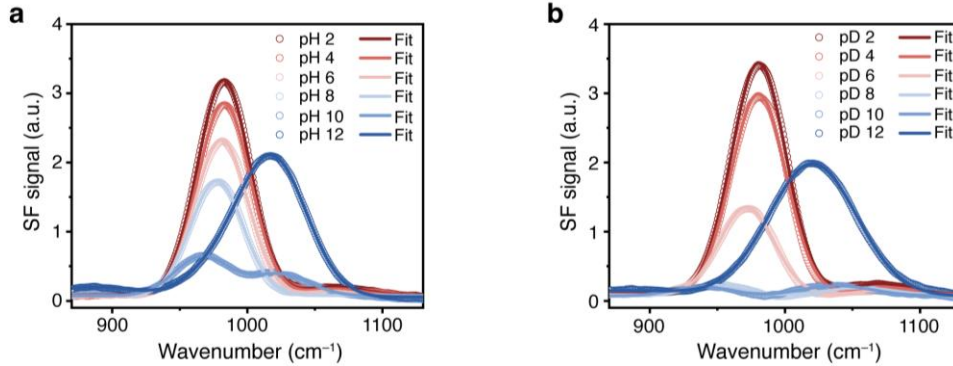 a
4
3
2
1
0
SF signal (a.u.)
pH 2 Fit
pH 4 Fit
pH 6 Fit
pH 8 Fit
pH 10 Fit
pH 12 Fit
900 1000 1100
Wavenumber (cm⁻¹)
b
4
3
2
1
0
SF signal (a.u.)
pD 2 Fit
pD 4 Fit
pD 6 Fit
pD 8 Fit
pD 10 Fit
pD 12 Fit
900 1000 1100
Wavenumber (cm⁻¹)